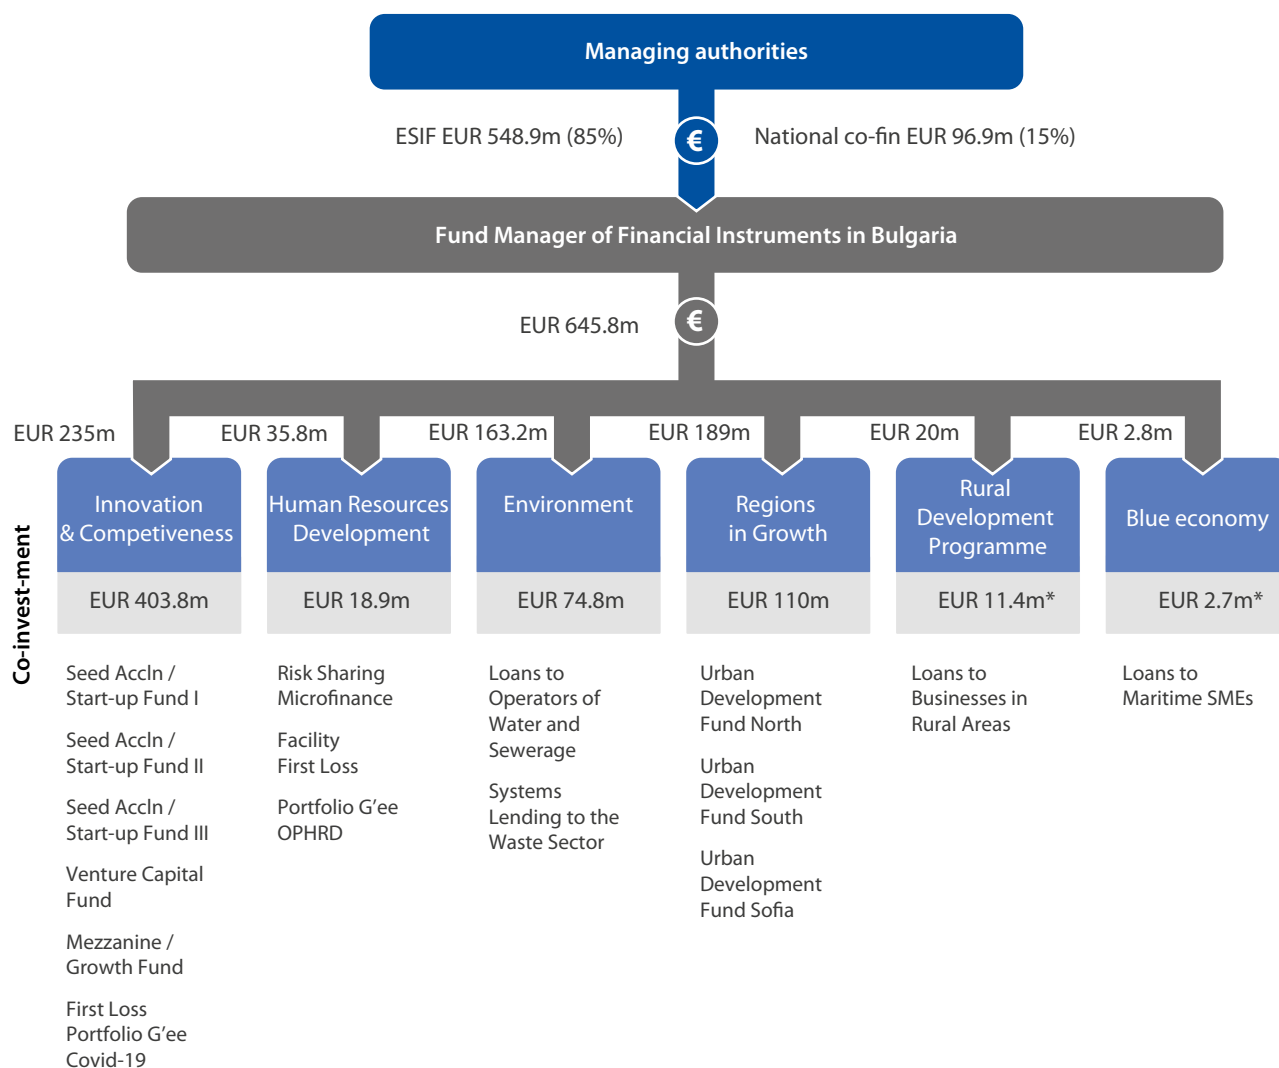 Managing authorities
ESIF EUR 548.9m (85%)
€
National co-fin EUR 96.9m (15%)
Fund Manager of Financial Instruments in Bulgaria
EUR 645.8m
€
EUR 235m
EUR 35.8m
EUR 163.2m
EUR 189m
EUR 20m
EUR 2.8m
Co-invest-ment
Innovation
& Competiveness
EUR 403.8m
Seed Accln /
Start-up Fund I
Seed Accln /
Start-up Fund II
Seed Accln /
Start-up Fund III
Venture Capital
Fund
Mezzanine /
Growth Fund
First Loss
Portfolio G’ee
Covid-19
Human Resources
Development
EUR 18.9m
Risk Sharing
Microfinance
Facility
First Loss
Portfolio G’ee
OPHRD
Environment
EUR 74.8m
Loans to
Operators of
Water and
Sewerage
Systems
Lending to the
Waste Sector
Regions
in Growth
EUR 110m
Urban
Development
Fund North
Urban
Development
Fund South
Urban
Development
Fund Sofia
Rural
Development
Programme
EUR 11.4m*
Loans to
Businesses in
Rural Areas
Blue economy
EUR 2.7m*
Loans to
Maritime SMEs